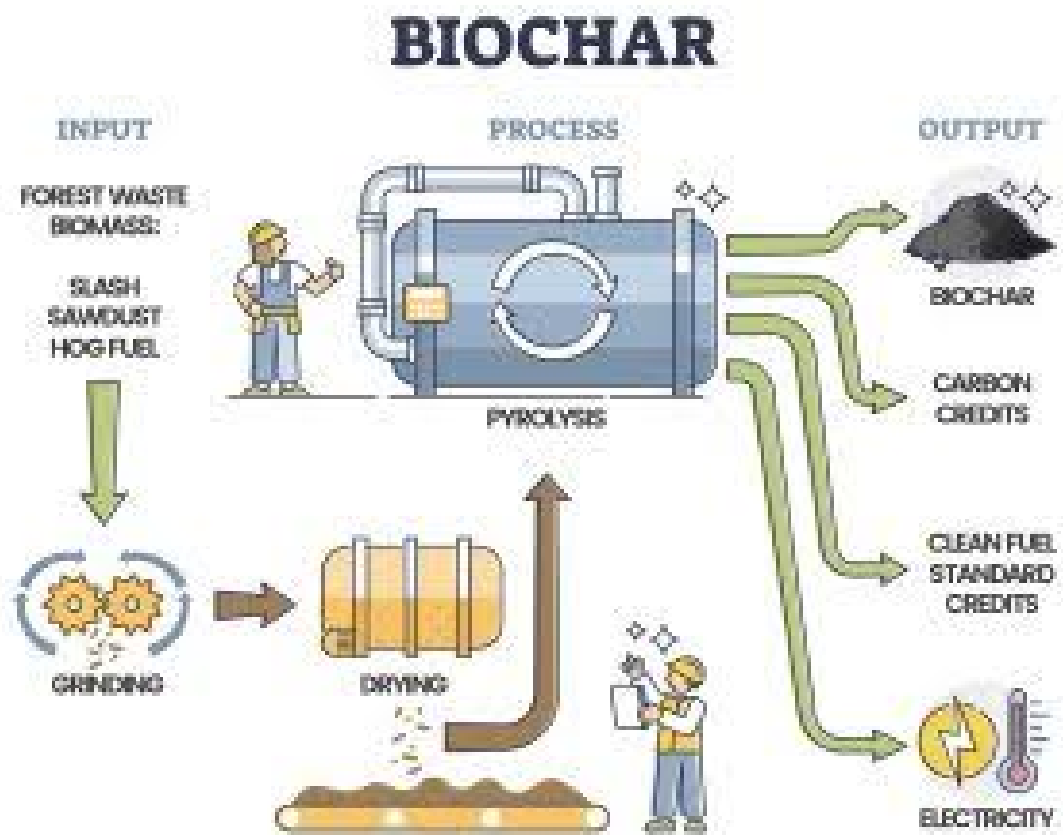 BIOCHAR
INPUT
PROCESS
OUTPUT
FOREST WASTE
BIOMASS:
SLASH
SAWDUST
HOG FUEL
GRINDING
DRYING
PYROLYSIS
BIOCHAR
CARBON
CREDITS
CLEAN FUEL
STANDARD
CREDITS
ELECTRICITY